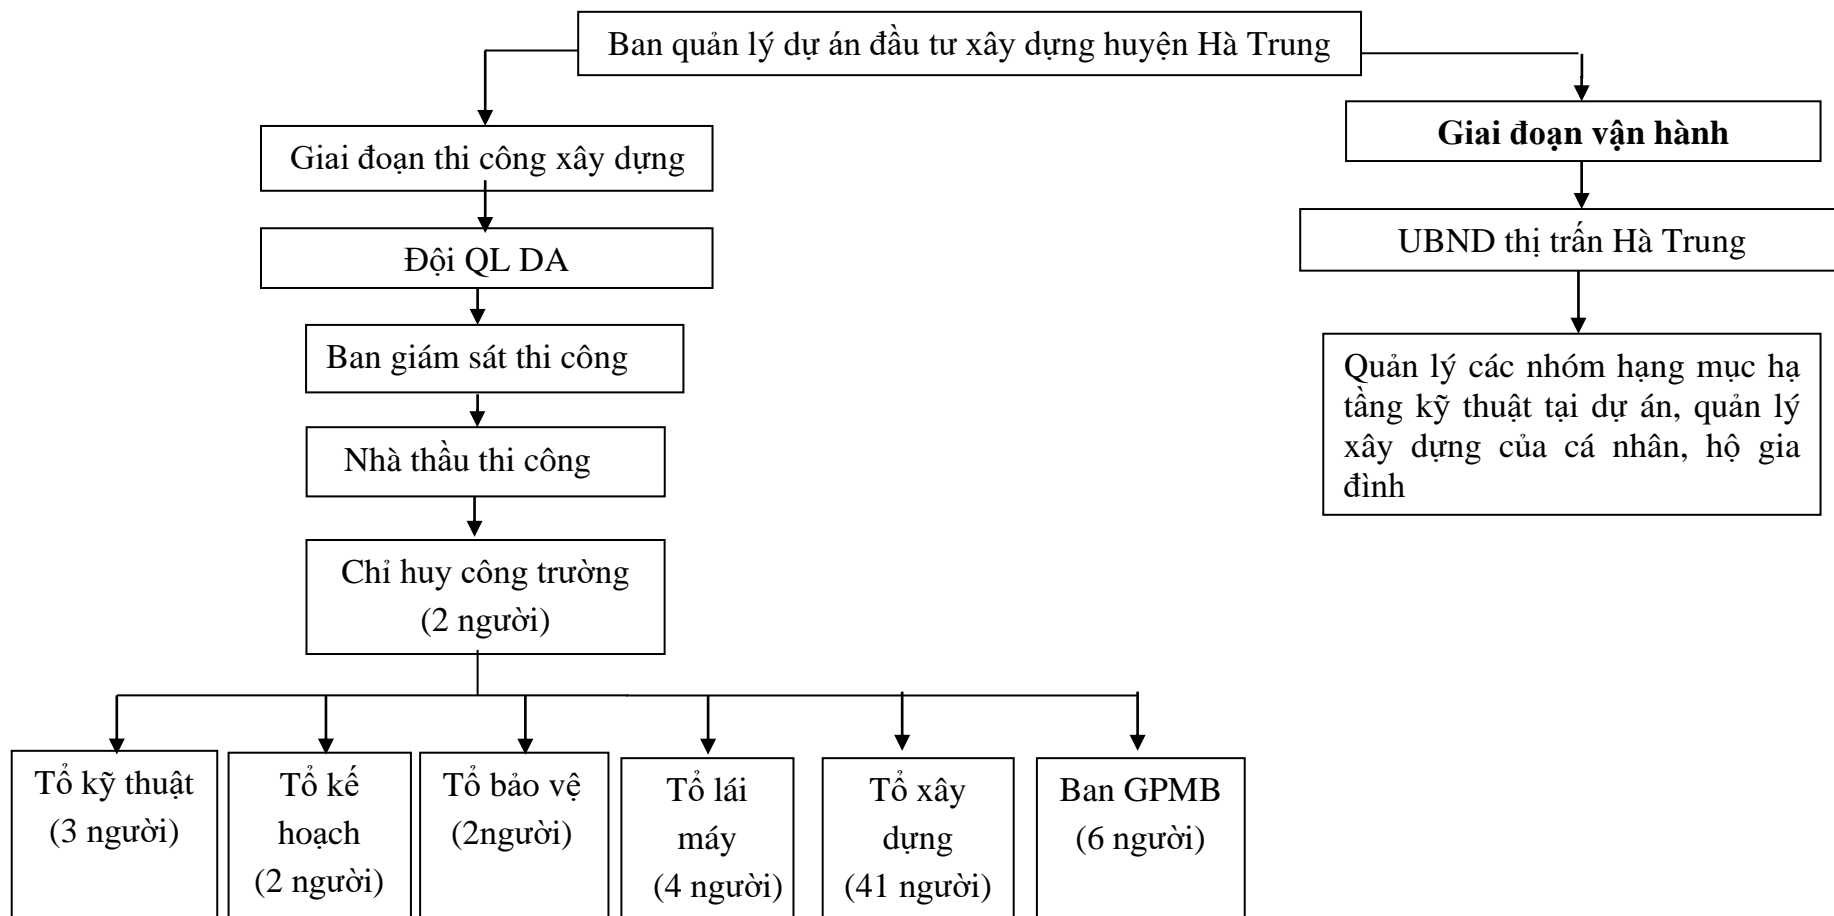 Ban quản lý dự án đầu tư xây dựng huyện Hà Trung
Giai đoạn thi công xây dựng
Giai đoạn vận hành
Đội QL DA
UBND thị trấn Hà Trung
Ban giám sát thi công
Quản lý các nhóm hạng mục hạ
tầng kỹ thuật tại dự án, quản lý
xây dựng của cá nhân, hộ gia
đình
Nhà thầu thi công
Chỉ huy công trường
(2 người)
Tổ kỹ thuật
(3 người)
Tổ kế
hoạch
(2 người)
Tổ bảo vệ
(2người)
Tổ lái
máy
(4 người)
Tổ xây
dựng
(41 người)
Ban GPMB
(6 người)